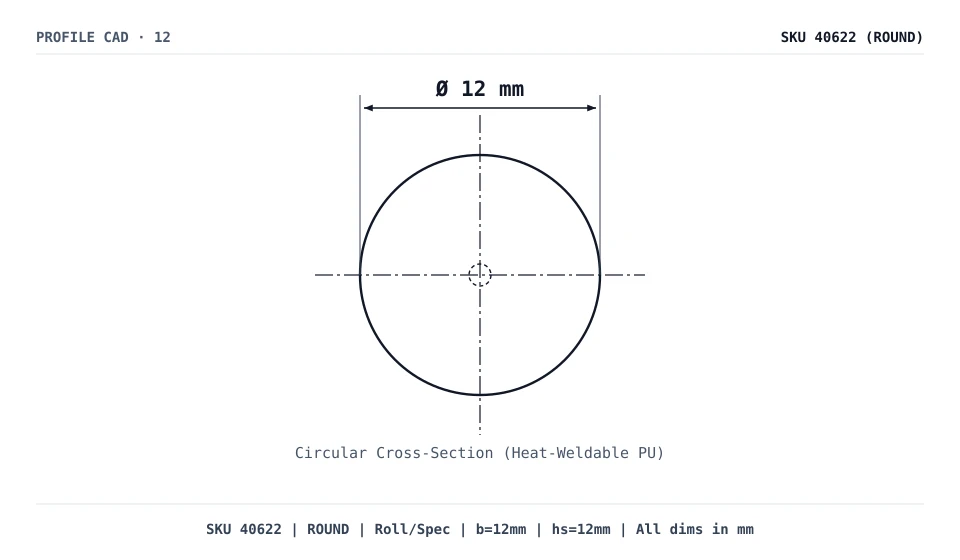 PROFILE CAD · 12
SKU 40622 (ROUND)
Ø 12 mm
Circular Cross-Section (Heat-Weldable PU)
SKU 40622 | ROUND | Roll/Spec | b=12mm | hs=12mm | All dims in mm